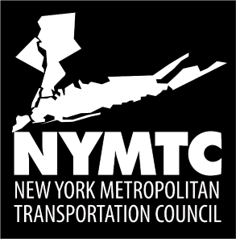 NYMTC
NEW YORK METROPOLITAN
TRANSPORTATION COUNCIL